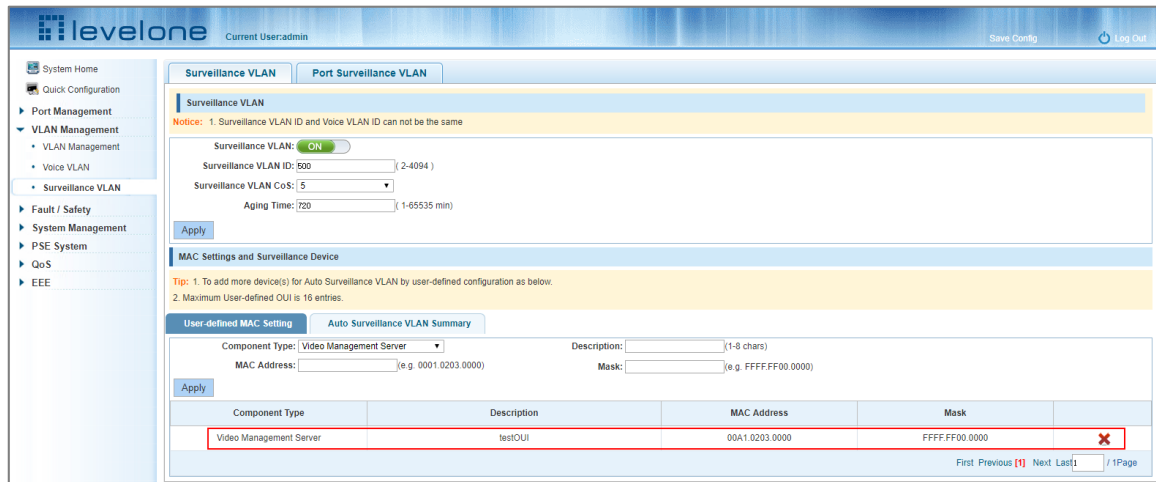 levelone Current User:admin Save Config Log Out
System Home
Quick Configuration
Port Management
VLAN Management
VLAN Management
Voice VLAN
Surveillance VLAN
Fault / Safety
System Management
PSE System
QoS
EEE
Surveillance VLAN Port Surveillance VLAN
Surveillance VLAN
Notice: 1. Surveillance VLAN ID and Voice VLAN ID can not be the same
Surveillance VLAN: ON
Surveillance VLAN ID: 500 ( 2-4094 )
Surveillance VLAN CoS: 5
Aging Time: 720 ( 1-65535 min)
Apply
MAC Settings and Surveillance Device
Tip: 1. To add more device(s) for Auto Surveillance VLAN by user-defined configuration as below.
2. Maximum User-defined OUI is 16 entries.
User-defined MAC Setting Auto Surveillance VLAN Summary
Component Type: Video Management Server Description: (1-8 chars)
MAC Address: (e.g. 0001.0203.0000) Mask: (e.g. FFFF.FF00.0000)
Apply
Component Type Description MAC Address Mask
Video Management Server testOUI 00A1.0203.0000 FFFF.FF00.0000
First Previous [1] Next Last 1 / 1Page